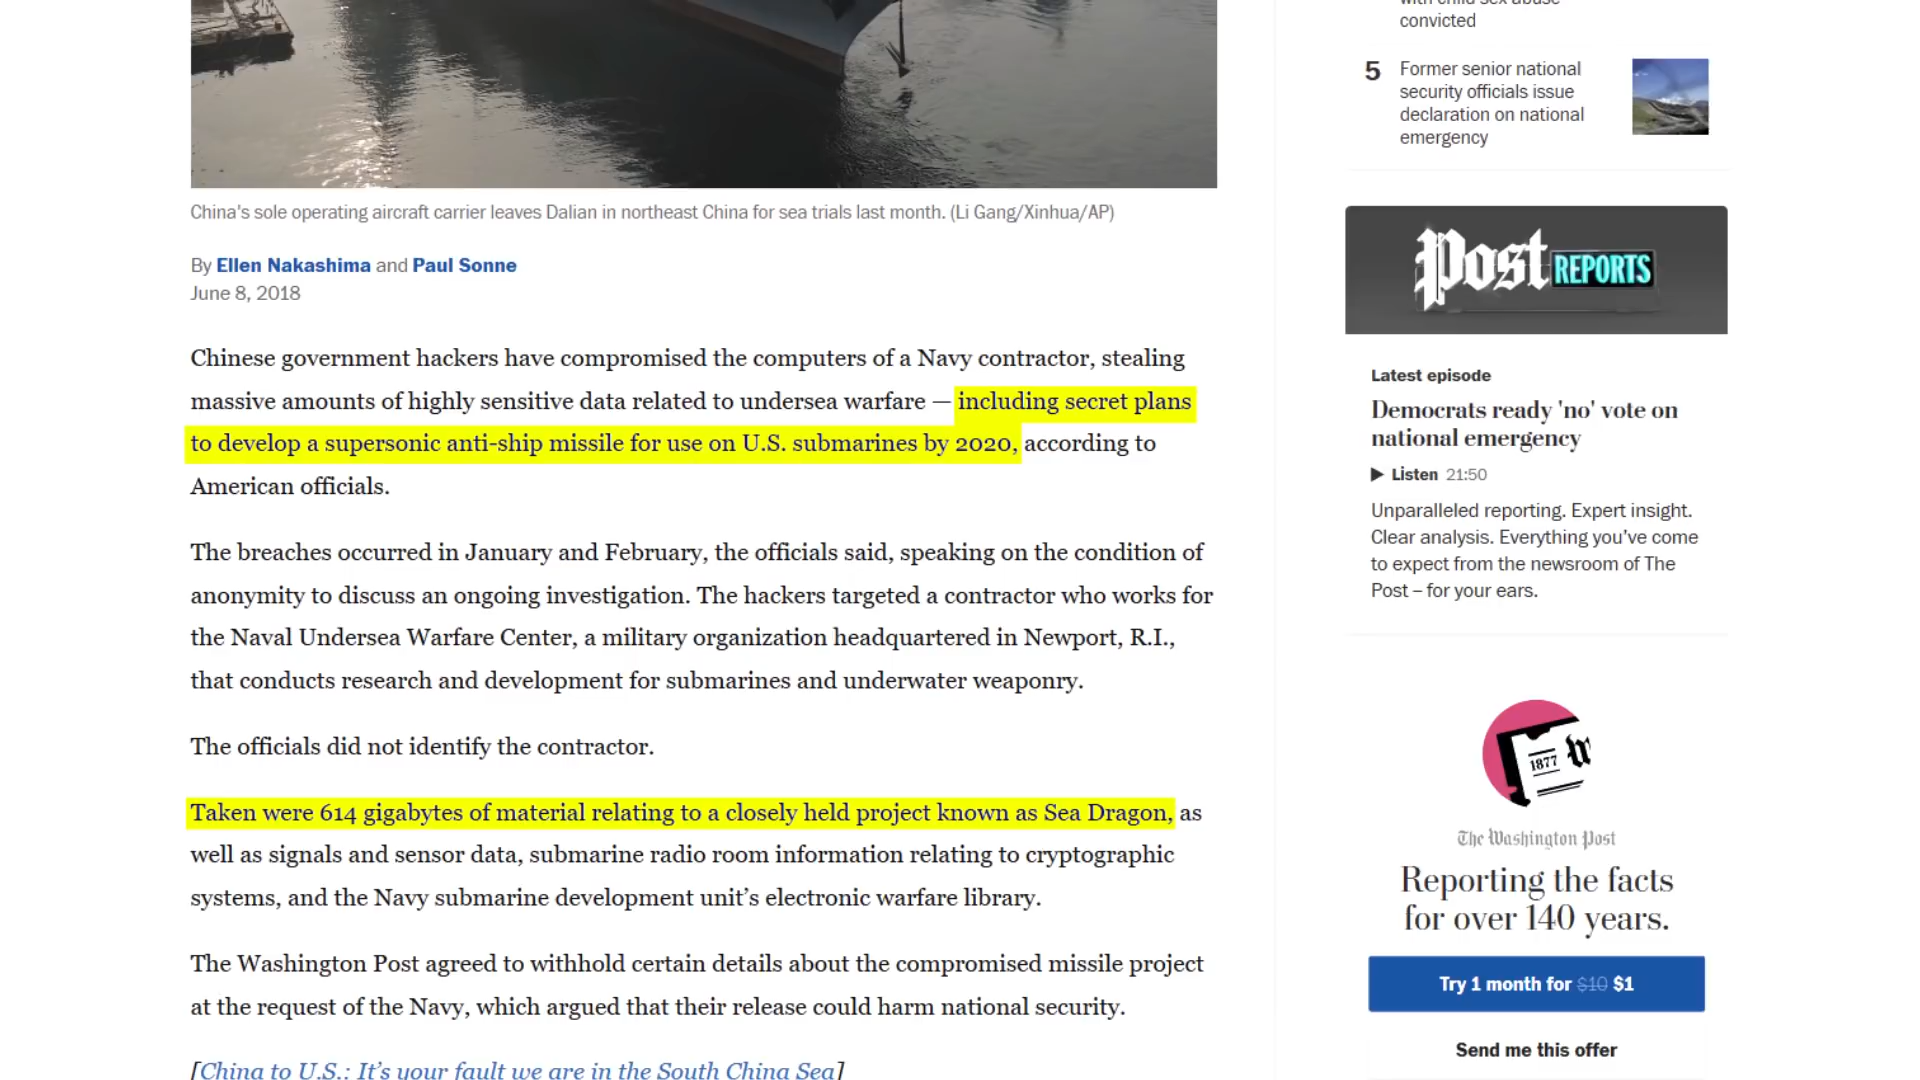 China's sole operating aircraft carrier leaves Dalian in northeast China for sea trials last month. (Li Gang/Xinhua/AP)
By Ellen Nakashima and Paul Sonne
June 8, 2018
Chinese government hackers have compromised the computers of a Navy contractor, stealing
massive amounts of highly sensitive data related to undersea warfare — including secret plans
to develop a supersonic anti-ship missile for use on U.S. submarines by 2020, according to
American officials.
The breaches occurred in January and February, the officials said, speaking on the condition of
anonymity to discuss an ongoing investigation. The hackers targeted a contractor who works for
the Naval Undersea Warfare Center, a military organization headquartered in Newport, R.I.,
that conducts research and development for submarines and underwater weaponry.
The officials did not identify the contractor.
Taken were 614 gigabytes of material relating to a closely held project known as Sea Dragon, as
well as signals and sensor data, submarine radio room information relating to cryptographic
systems, and the Navy submarine development unit’s electronic warfare library.
The Washington Post agreed to withhold certain details about the compromised missile project
at the request of the Navy, which argued that their release could harm national security.
[China to U.S.: It’s your fault we are in the South China Sea]
with child sex abuse
convicted
5
Former senior national
security officials issue
declaration on national
emergency
Post REPORTS
Latest episode
Democrats ready 'no' vote on
national emergency
Listen 21:50
Unparalleled reporting. Expert insight.
Clear analysis. Everything you’ve come
to expect from the newsroom of The
Post – for your ears.
1877
The Washington Post
Reporting the facts
for over 140 years.
Try 1 month for $10 $1
Send me this offer